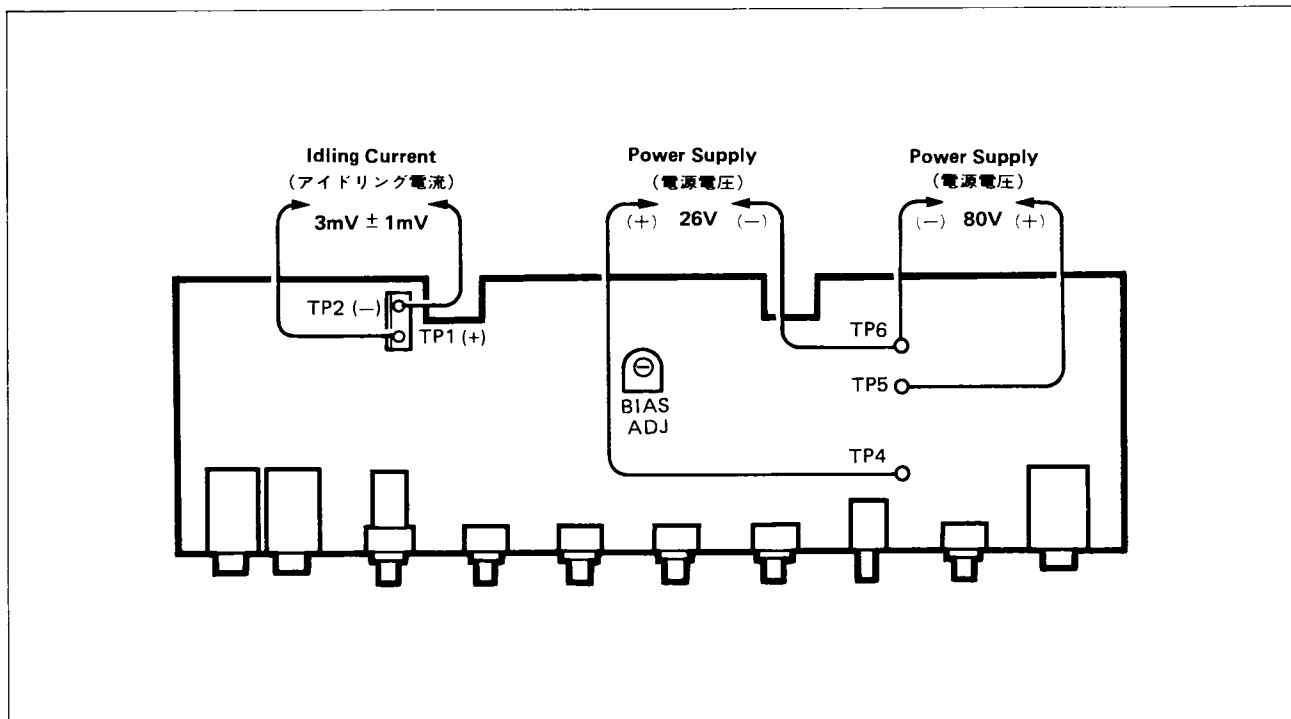 Idling Current
(アイドリング電流)
3mV ± 1mV
Power Supply
(電源電圧)
(+) 26V (−)
Power Supply
(電源電圧)
(−) 80V (+)
TP2 (−)
TP1 (+)
BIAS
ADJ
TP6
TP5
TP4